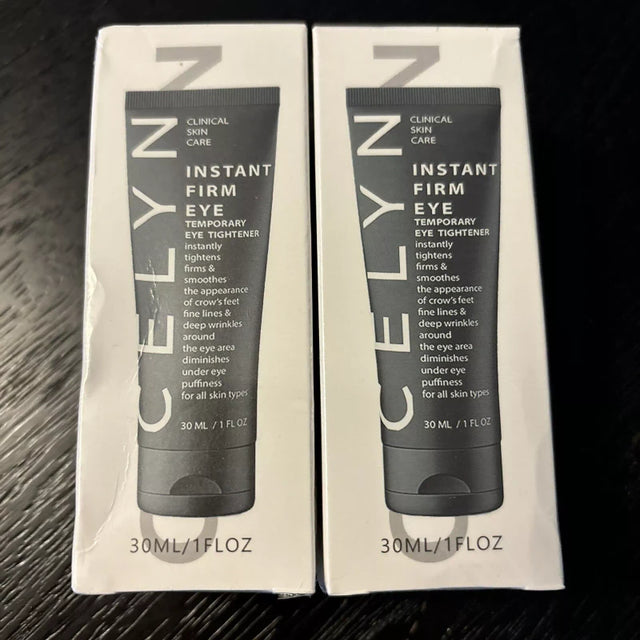 CELYN
CLINICAL
SKIN
CARE
INSTANT
FIRM
EYE
TEMPORARY
EYE TIGHTENER
instantly
tightens
firms &
smoothes
the appearance
of crow's feet
fine lines &
deep wrinkles
around
the eye area
diminishes
under eye
puffiness
for all skin types
30 ML / 1 FL OZ
30ML/1FLOZ
CELYN
CLINICAL
SKIN
CARE
INSTANT
FIRM
EYE
TEMPORARY
EYE TIGHTENER
instantly
tightens
firms &
smoothes
the appearance
of crow's feet
fine lines &
deep wrinkles
around
the eye area
diminishes
under eye
puffiness
for all skin types
30 ML / 1 FL OZ
30ML/1FLOZ